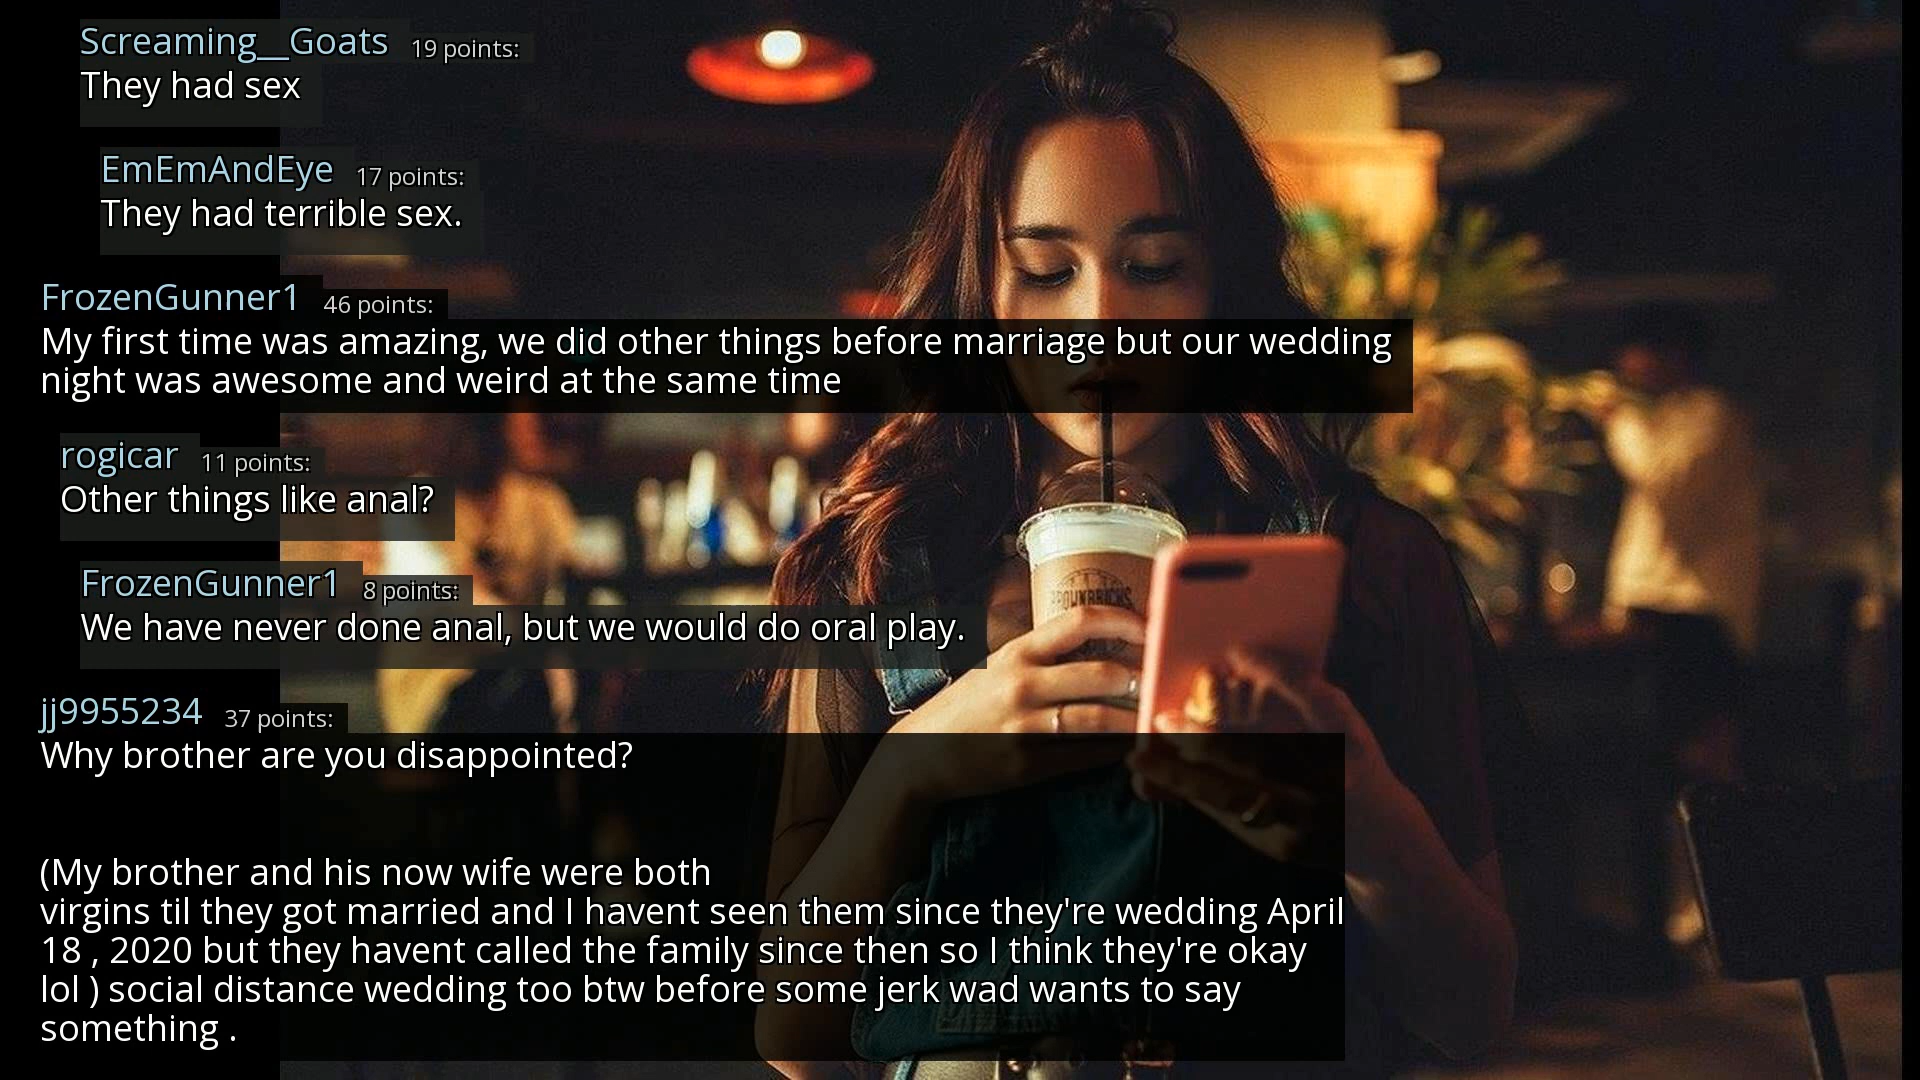 Screaming__Goats 19 points:
They had sex
EmEmAndEye 17 points:
They had terrible sex.
FrozenGunner1 46 points:
My first time was amazing, we did other things before marriage but our wedding
night was awesome and weird at the same time
rogicar 11 points:
Other things like anal?
FrozenGunner1 8 points:
We have never done anal, but we would do oral play.
jj9955234 37 points:
Why brother are you disappointed?
(My brother and his now wife were both
virgins til they got married and I havent seen them since they're wedding April
18 , 2020 but they havent called the family since then so I think they're okay
lol ) social distance wedding too btw before some jerk wad wants to say
something .